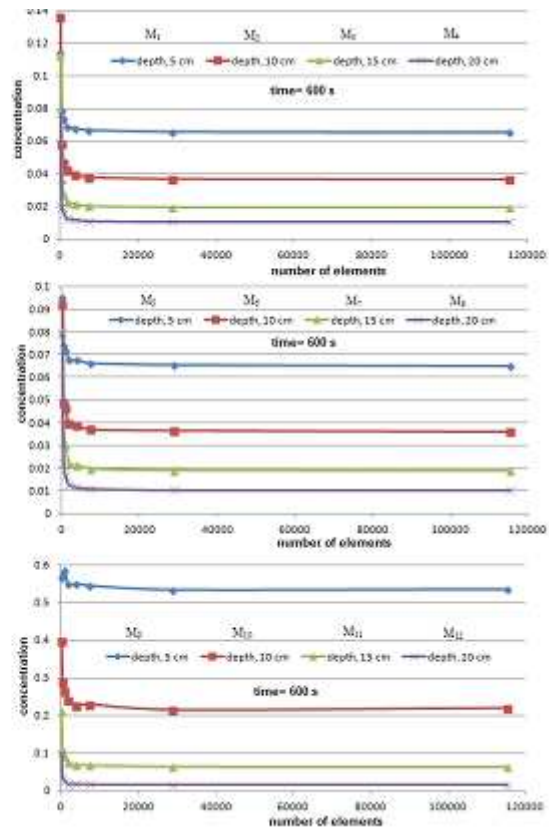 0.14
0.12
0.1
0.08
0.06
0.04
0.02
0
concentration
M₁ M₂ M₃ M₄
depth, 5 cm depth, 10 cm depth, 15 cm depth, 20 cm
time= 600 s
0 20000 40000 60000 80000 100000 120000
number of elements
0.1
0.09
0.08
0.07
0.06
0.05
0.04
0.03
0.02
0.01
0
concentration
M₇
depth, 5 cm depth, 10 cm depth, 15 cm depth, 20 cm
time= 600 s
0 20000 40000 60000 80000 100000 120000
number of elements
0.6
0.5
0.4
0.3
0.2
0.1
0
concentration
M₉ M₁₀ M₁₁ M₁₂
depth, 5 cm depth, 10 cm depth, 15 cm depth, 20 cm
time= 600 s
0 20000 40000 60000 80000 100000 120000
number of elements